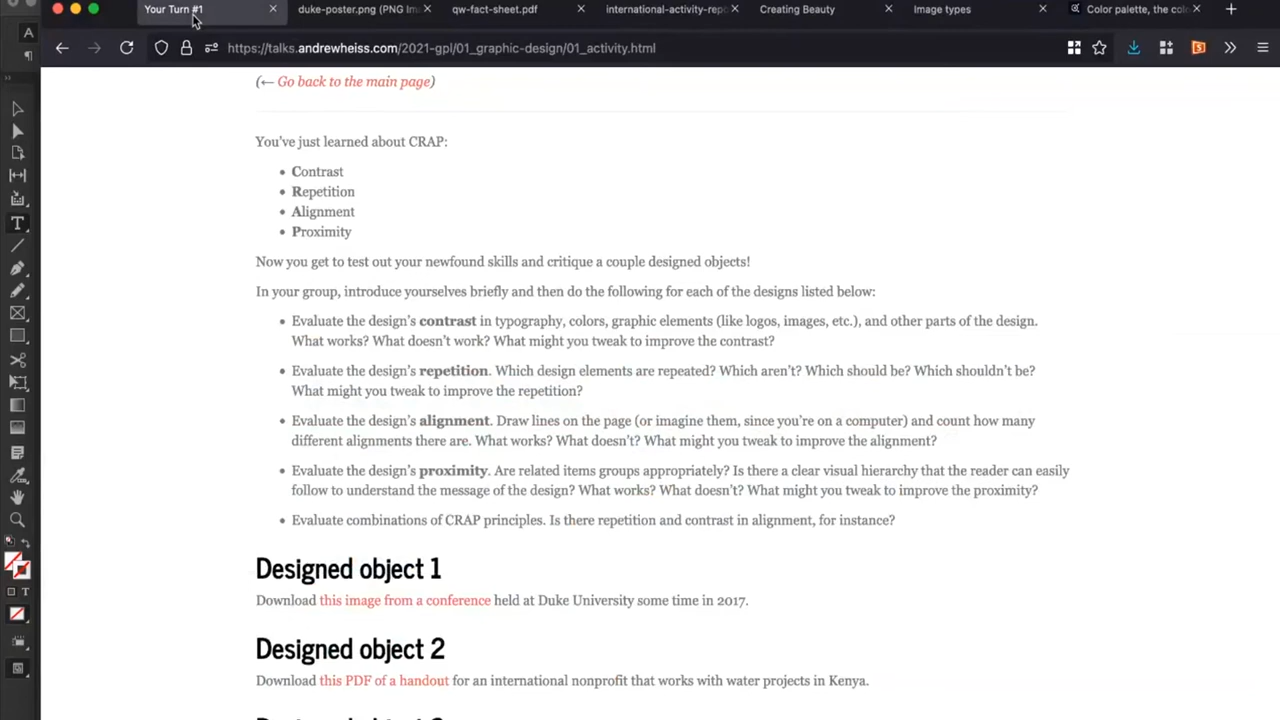 Your Turn #1
duke-poster.png (PNG Im
qw-fact-sheet.pdf
international-activity-rep
Creating Beauty
Image types
Color palette, the col
https://talks.andrewheiss.com/2021-gpl/01_graphic-design/01_activity.html
(← Go back to the main page)
You've just learned about CRAP:
• Contrast
• Repetition
• Alignment
• Proximity
Now you get to test out your newfound skills and critique a couple designed objects!
In your group, introduce yourselves briefly and then do the following for each of the designs listed below:
• Evaluate the design's contrast in typography, colors, graphic elements (like logos, images, etc.), and other parts of the design.
What works? What doesn't work? What might you tweak to improve the contrast?
• Evaluate the design's repetition. Which design elements are repeated? Which aren't? Which should be? Which shouldn't be?
What might you tweak to improve the repetition?
• Evaluate the design's alignment. Draw lines on the page (or imagine them, since you're on a computer) and count how many
different alignments there are. What works? What doesn't? What might you tweak to improve the alignment?
• Evaluate the design's proximity. Are related items groups appropriately? Is there a clear visual hierarchy that the reader can easily
follow to understand the message of the design? What works? What doesn't? What might you tweak to improve the proximity?
• Evaluate combinations of CRAP principles. Is there repetition and contrast in alignment, for instance?
Designed object 1
Download this image from a conference held at Duke University some time in 2017.
Designed object 2
Download this PDF of a handout for an international nonprofit that works with water projects in Kenya.